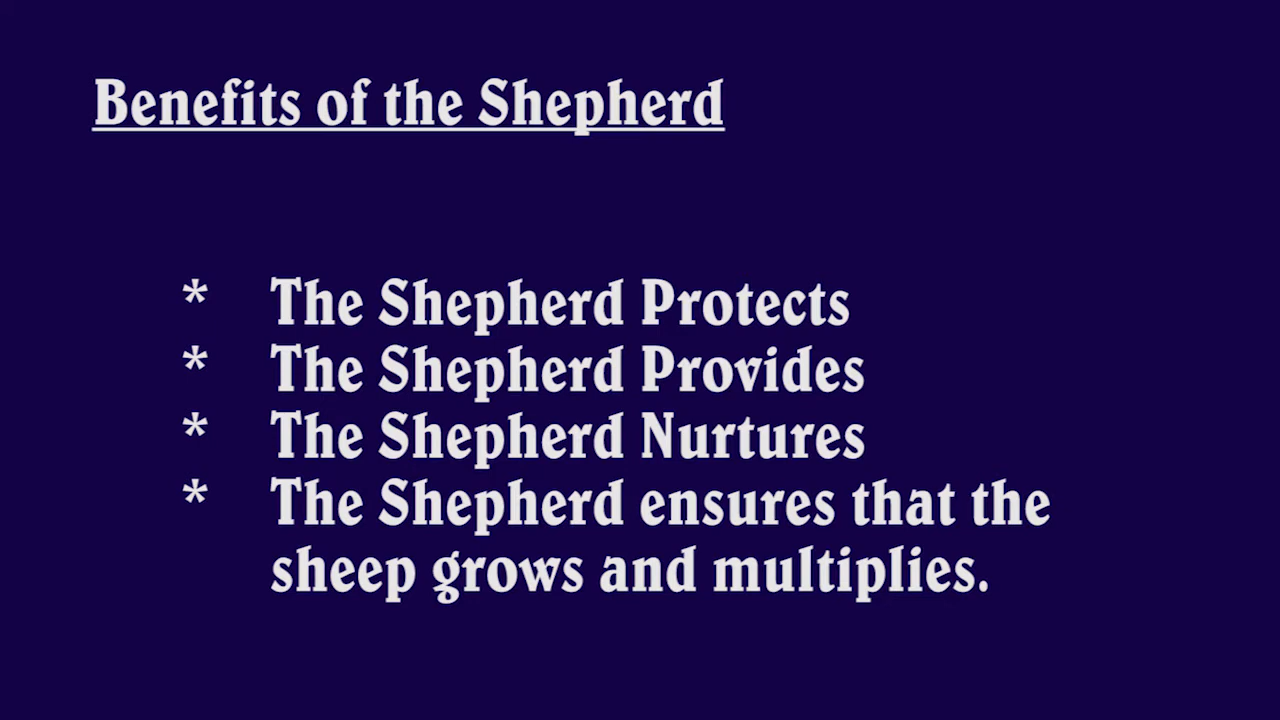 Benefits of the Shepherd
* The Shepherd Protects
* The Shepherd Provides
* The Shepherd Nurtures
* The Shepherd ensures that the
sheep grows and multiplies.